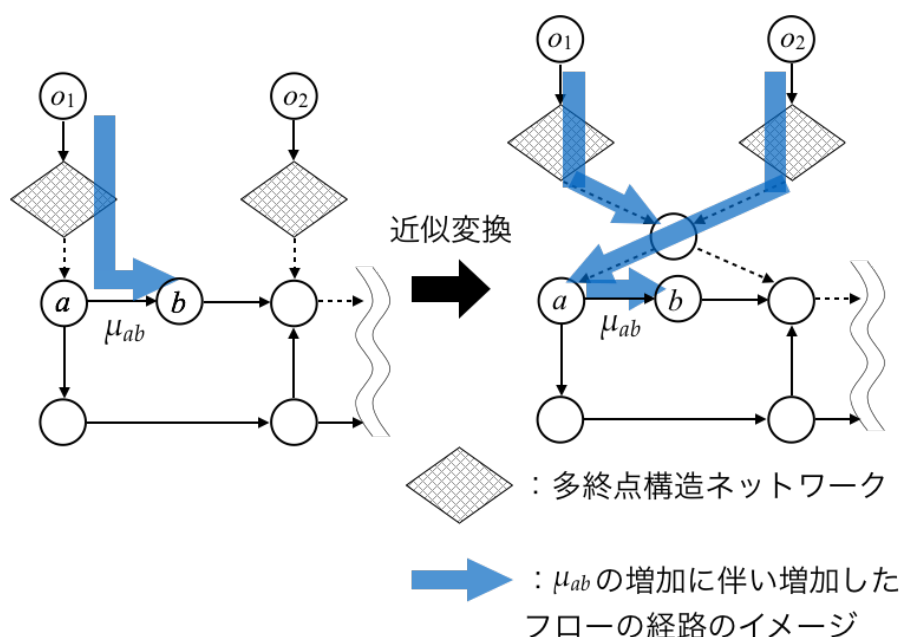 o1
o2
o1
o2
近似変換
a
b
μab
a
b
μab
：多終点構造ネットワーク
：μabの増加に伴い増加した
フローの経路のイメージ